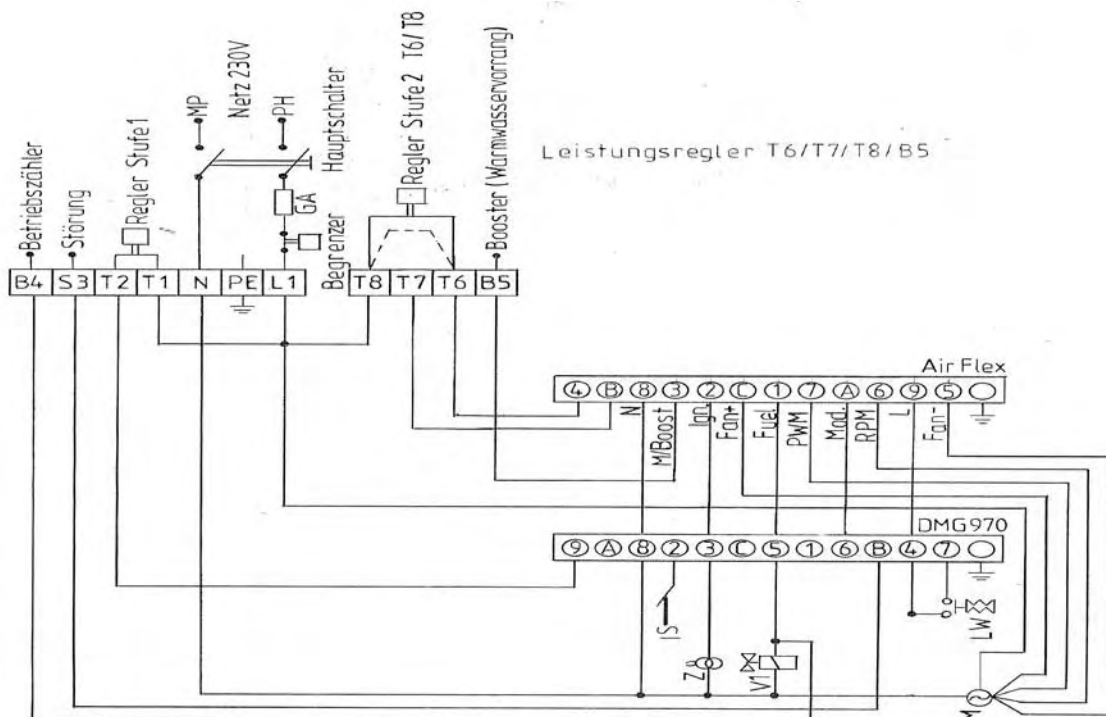 Betriebszähler
Störung
Regler Stufe 1
MP
Netz 230V
PH
Hauptschalter
GA
Begrenzer
Regler Stufe 2 T6/T8
Booster (Warmwasservorrang)
Leistungsregler T6/T7/T8/B5
B4 S3 T2 T1 N PE L1 T8 T7 T6 B5
Air Flex
4 B 8 3 2 C 1 7 A 6 9 5
N M/Boost Ign. Fan+ Fuel PWM Mod. RPM L Fan-
DMG970
9 A 8 2 3 C 5 1 6 B 4 7
IS
Z
V1
LW